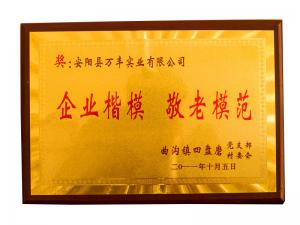 奖：安阳县万丰实业有限公司
企业楷模 敬老模范
曲沟镇四盘磨 党支部
村委会
二〇一一年十月五日